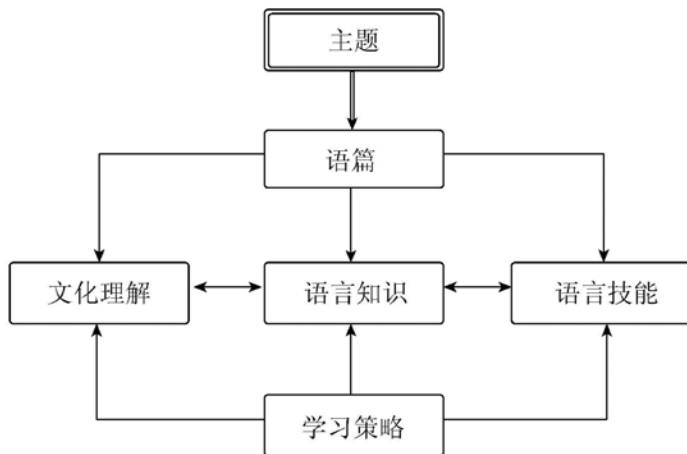 主题
语篇
文化理解
语言知识
语言技能
学习策略